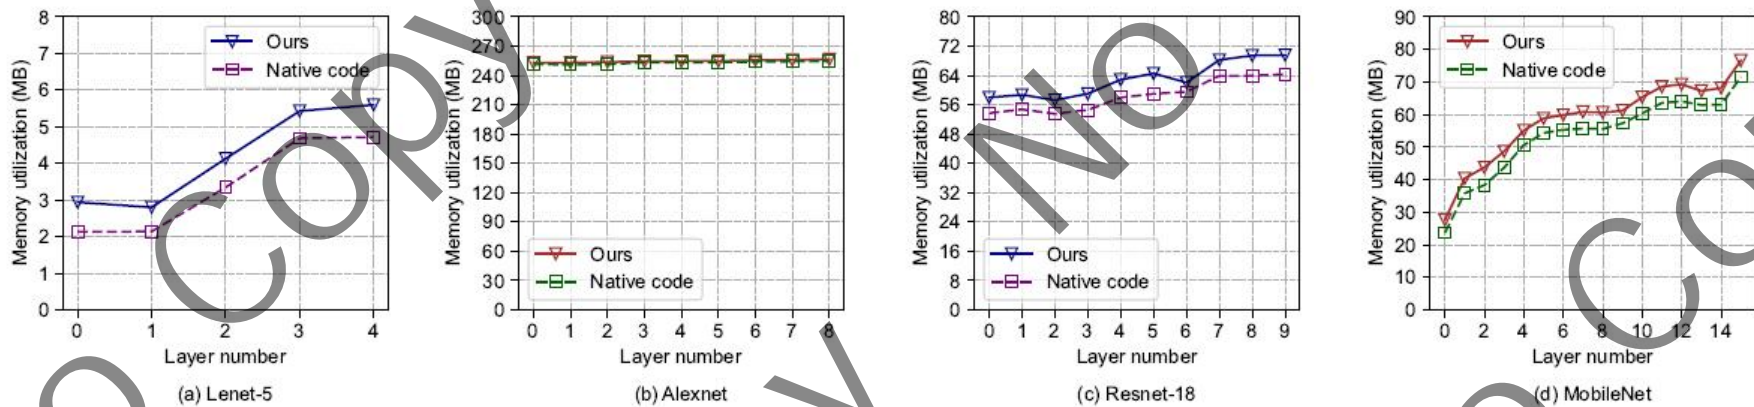 Memory utilization (MB)
8
7
6
5
4
3
2
1
0
Ours
Native code
0 1 2 3 4
Layer number
(a) Lenet-5
Memory utilization (MB)
300
270
240
210
180
150
120
90
60
30
0
Ours
Native code
0 1 2 3 4 5 6 7 8
Layer number
(b) Alexnet
Memory utilization (MB)
80
72
64
56
48
40
32
24
16
8
0
Ours
Native code
0 1 2 3 4 5 6 7 8 9
Layer number
(c) Resnet-18
Memory utilization (MB)
90
80
70
60
50
40
30
20
10
0
Ours
Native code
0 2 4 6 8 10 12 14
Layer number
(d) MobileNet
Copy
No
Co